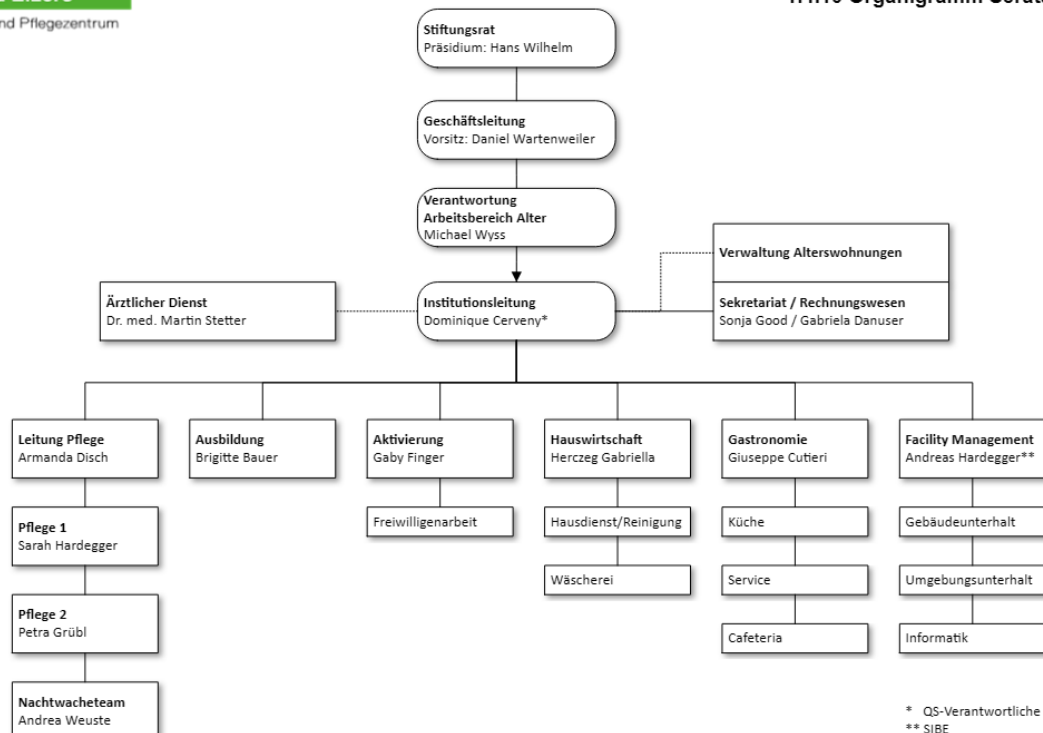 nd Pflegezentrum
Stiftungsrat
Präsidium: Hans Wilhelm
Geschäftsleitung
Vorsitz: Daniel Wartenweiler
Verantwortung
Arbeitsbereich Alter
Michael Wyss
Verwaltung Alterswohnungen
Ärztlicher Dienst
Dr. med. Martin Stetter
Institutionsleitung
Dominique Cerveny*
Sekretariat / Rechnungswesen
Sonja Good / Gabriela Danuser
Leitung Pflege
Armanda Disch
Ausbildung
Brigitte Bauer
Aktivierung
Gaby Finger
Hauswirtschaft
Herczeg Gabriella
Gastronomie
Giuseppe Cutieri
Facility Management
Andreas Hardegger**
Pflege 1
Sarah Hardegger
Freiwilligenarbeit
Hausdienst/Reinigung
Küche
Gebäudeunterhalt
Wäscherei
Service
Umgebungsunterhalt
Pflege 2
Petra Grübl
Cafeteria
Informatik
Nachtwacheteam
Andrea Weuste
* QS-Verantwortliche
** SIBE